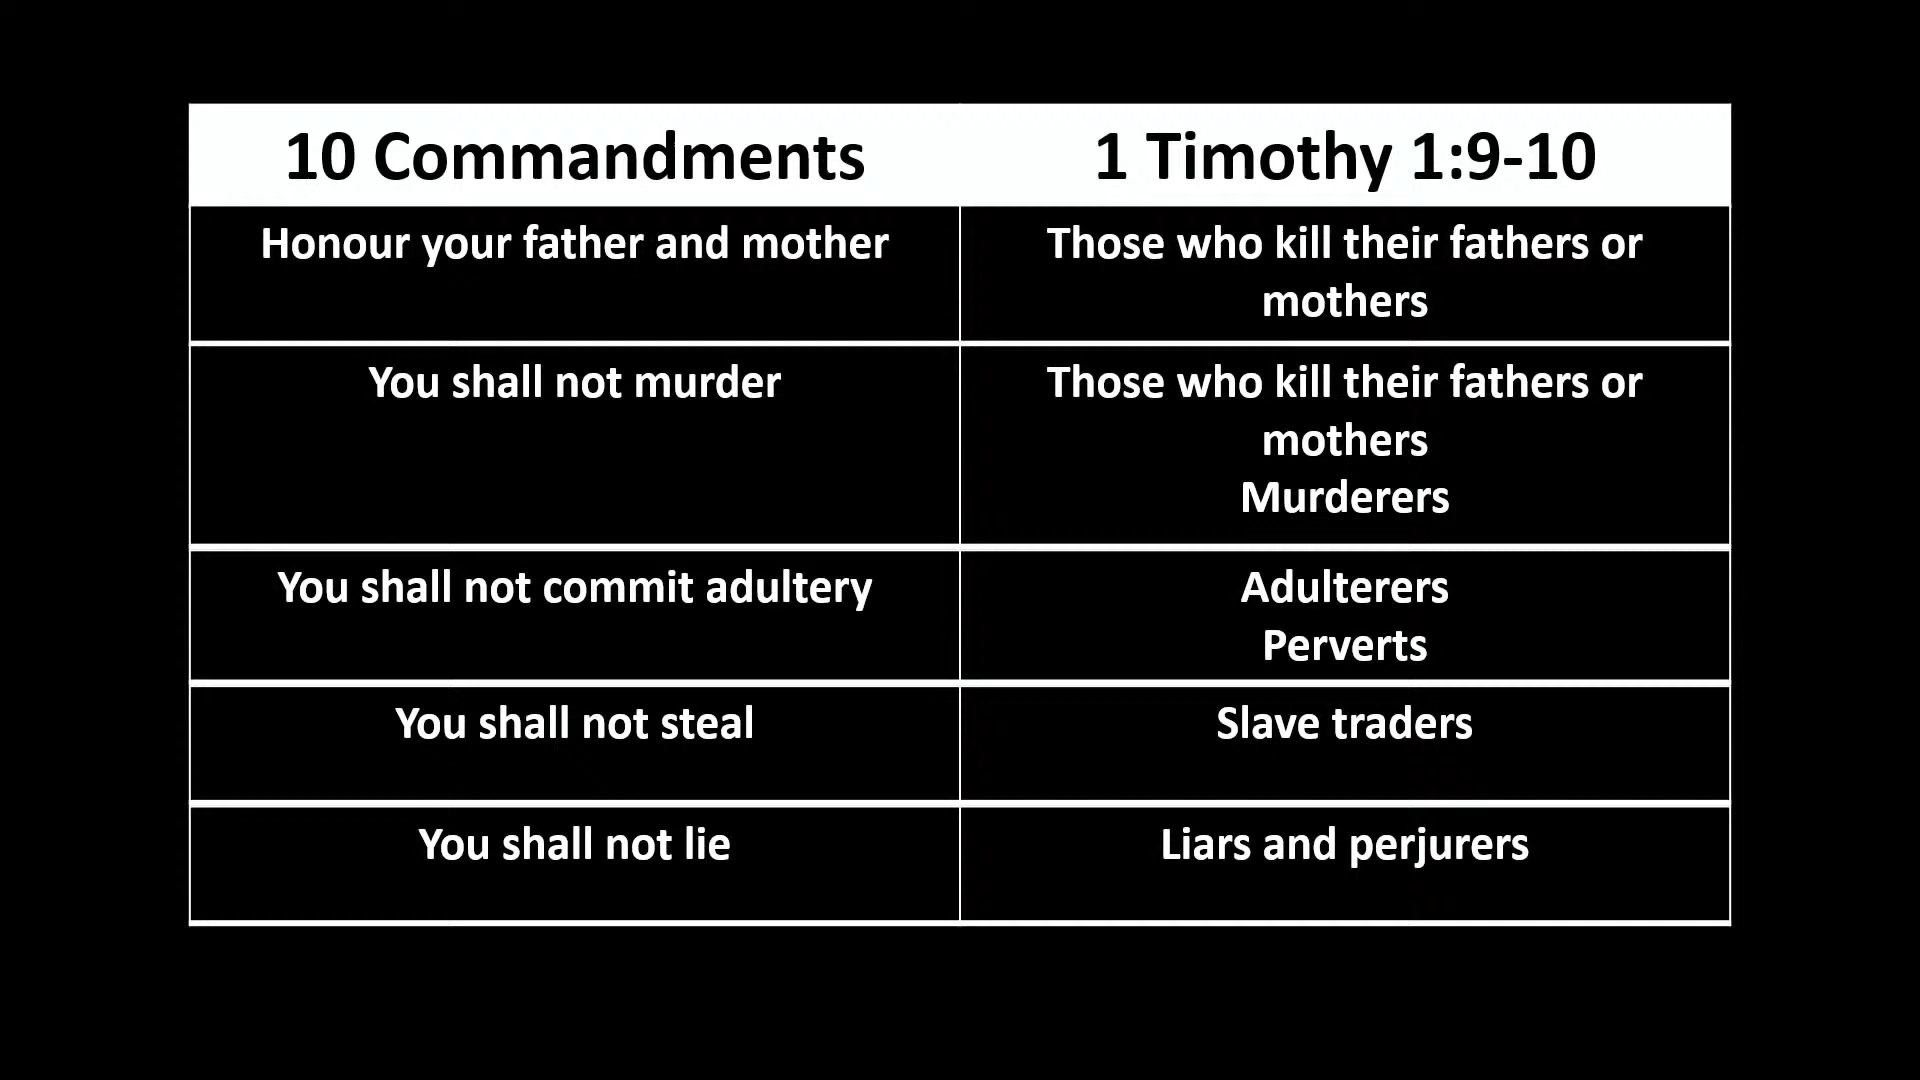 10 Commandments
1 Timothy 1:9-10
Honour your father and mother
Those who kill their fathers or
mothers
You shall not murder
Those who kill their fathers or
mothers
Murderers
You shall not commit adultery
Adulterers
Perverts
You shall not steal
Slave traders
You shall not lie
Liars and perjurers